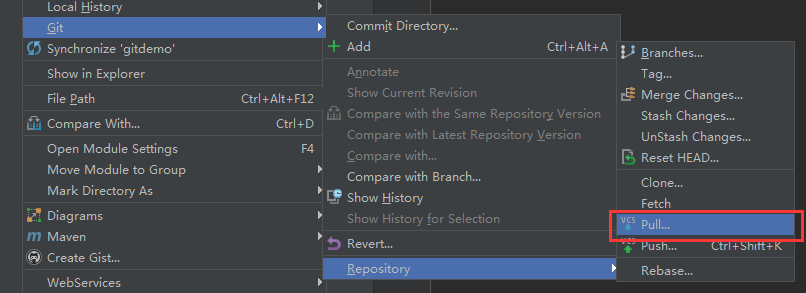 Local History
Git
Synchronize 'gitdemo'
Show in Explorer
File Path Ctrl+Alt+F12
Compare With... Ctrl+D
Open Module Settings F4
Move Module to Group
Mark Directory As
Diagrams
Maven
Create Gist...
WebServices
Commit Directory...
Add Ctrl+Alt+A
Annotate
Show Current Revision
Compare with the Same Repository Version
Compare with Latest Repository Version
Compare with...
Compare with Branch...
Show History
Show History for Selection
Revert...
Repository
Branches...
Tag...
Merge Changes...
Stash Changes...
UnStash Changes...
Reset HEAD...
Clone...
Fetch
VCS Pull...
VCS Push... Ctrl+Shift+K
Rebase...